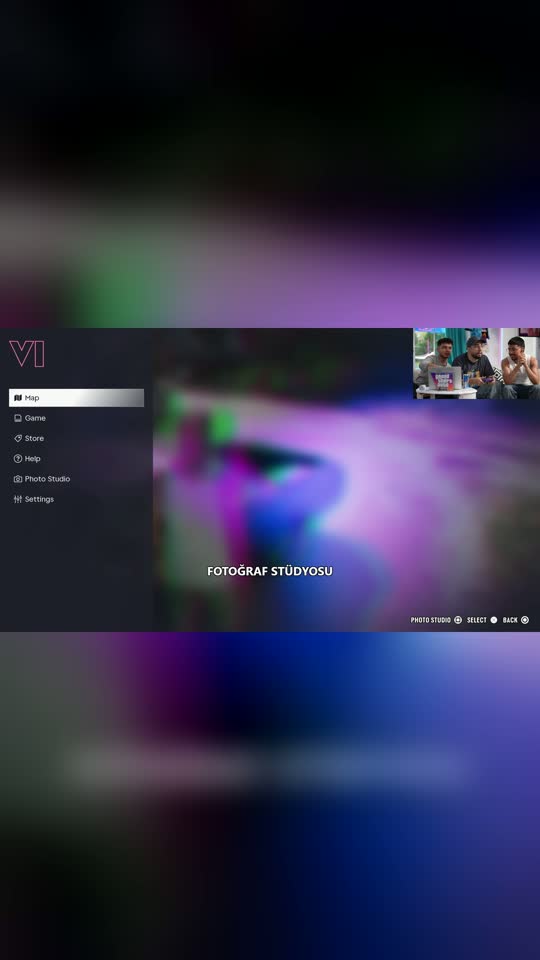 VI
Map
Game
Store
Help
Photo Studio
Settings
FOTOĞRAF STÜDYOSU
PHOTO STUDIO SELECT BACK